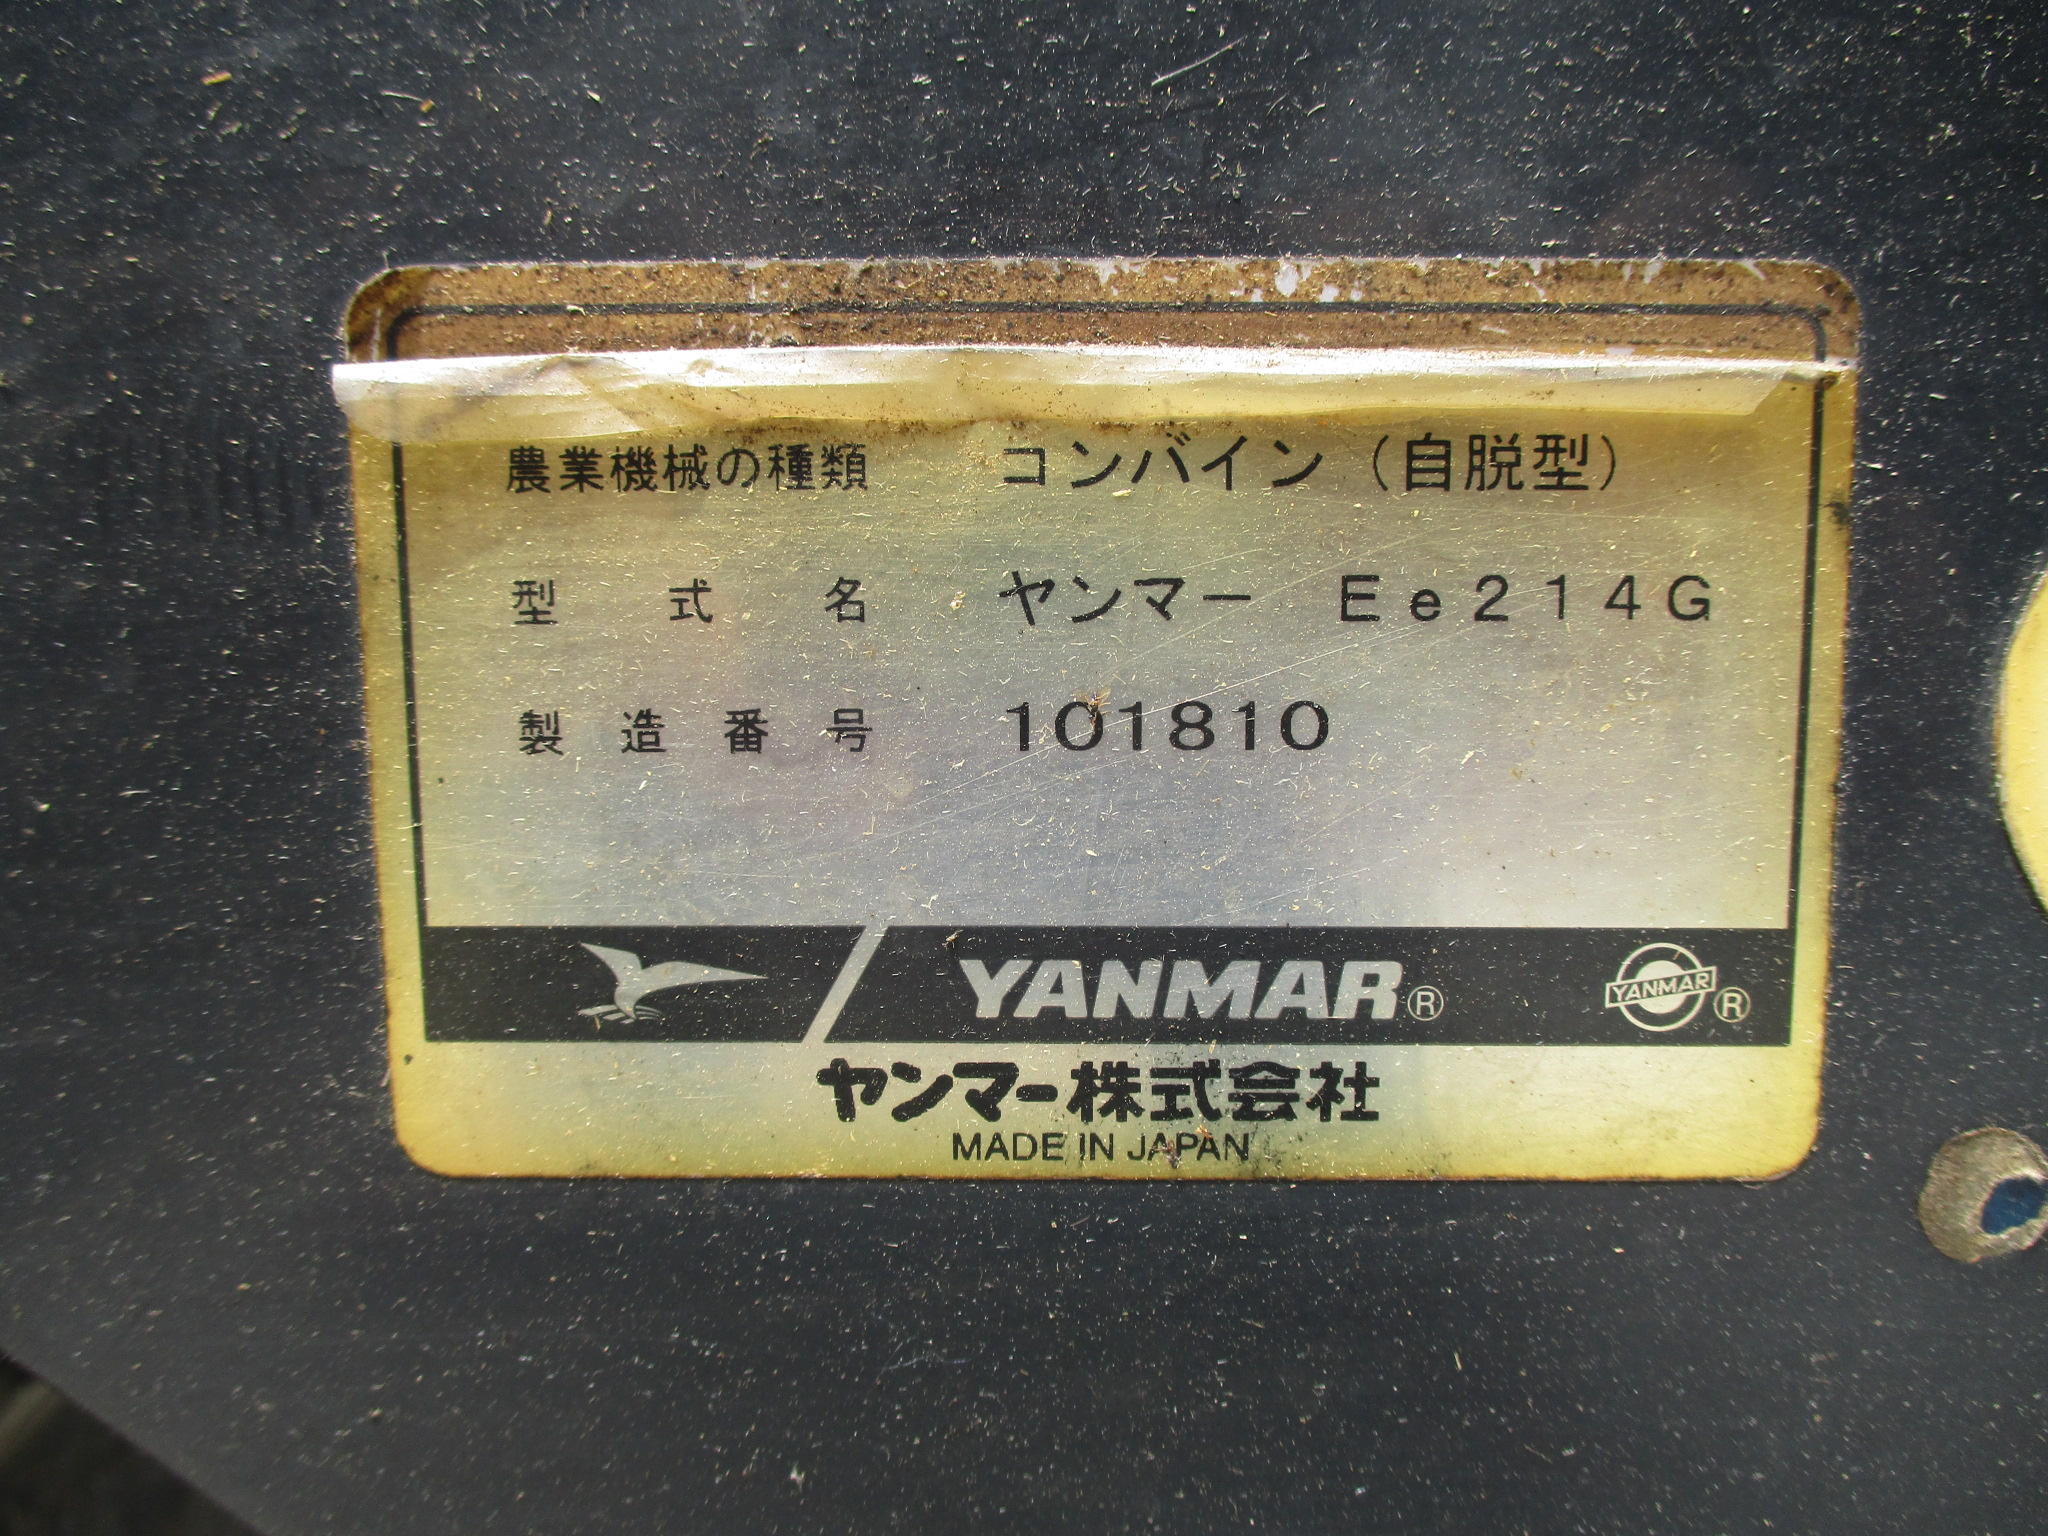 農業機械の種類 コンバイン（自脱型）
型式名 ヤンマー Ee214G
製造番号 101810
YANMAR® YANMAR®
ヤンマー株式会社
MADE IN JAPAN